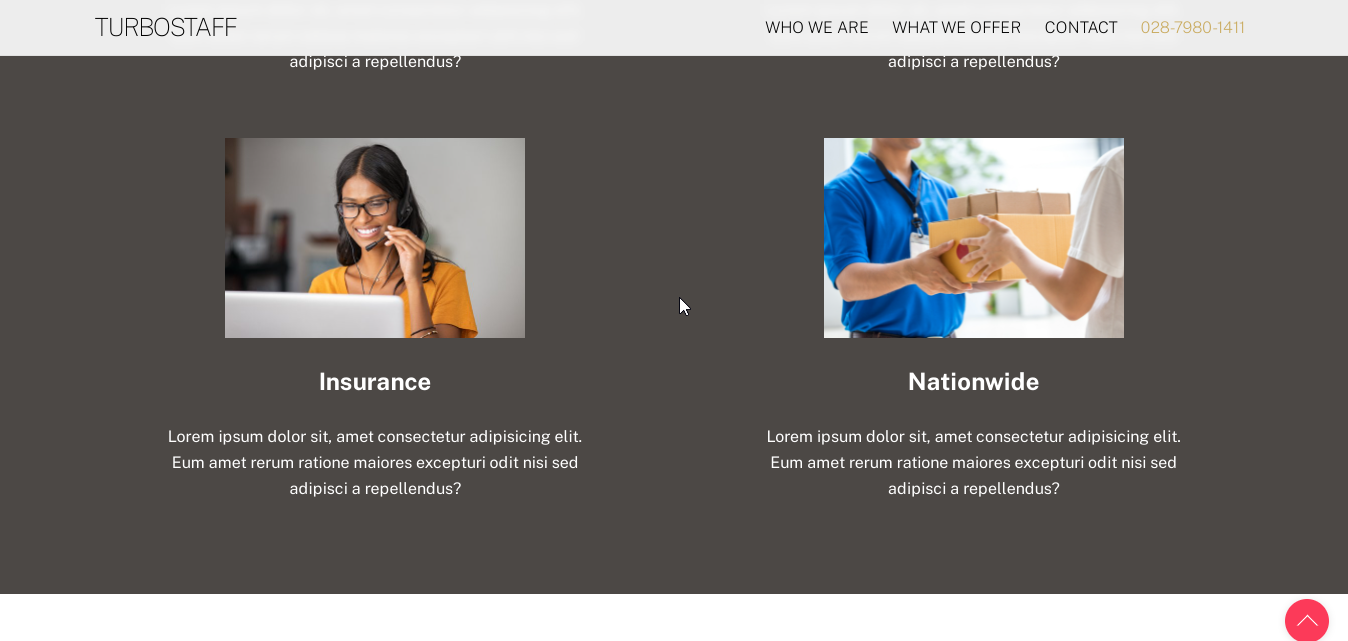 TURBOSTAFF
WHO WE ARE WHAT WE OFFER CONTACT 028-7980-1411
adipisci a repellendus?
adipisci a repellendus?
Insurance
Lorem ipsum dolor sit, amet consectetur adipisicing elit.
Eum amet rerum ratione maiores excepturi odit nisi sed
adipisci a repellendus?
Nationwide
Lorem ipsum dolor sit, amet consectetur adipisicing elit.
Eum amet rerum ratione maiores excepturi odit nisi sed
adipisci a repellendus?